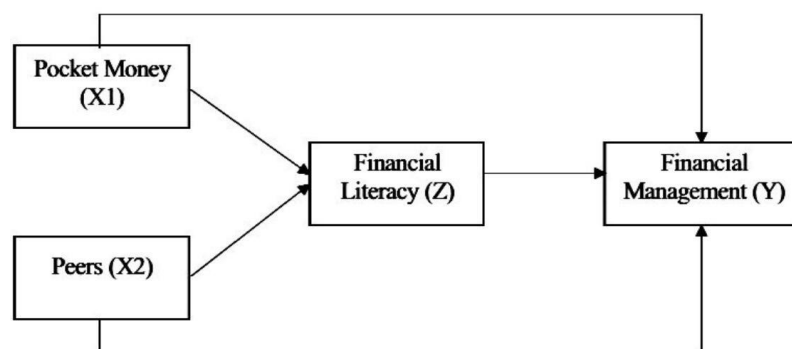 Pocket Money
(X1)
Financial
Literacy (Z)
Financial
Management (Y)
Peers (X2)